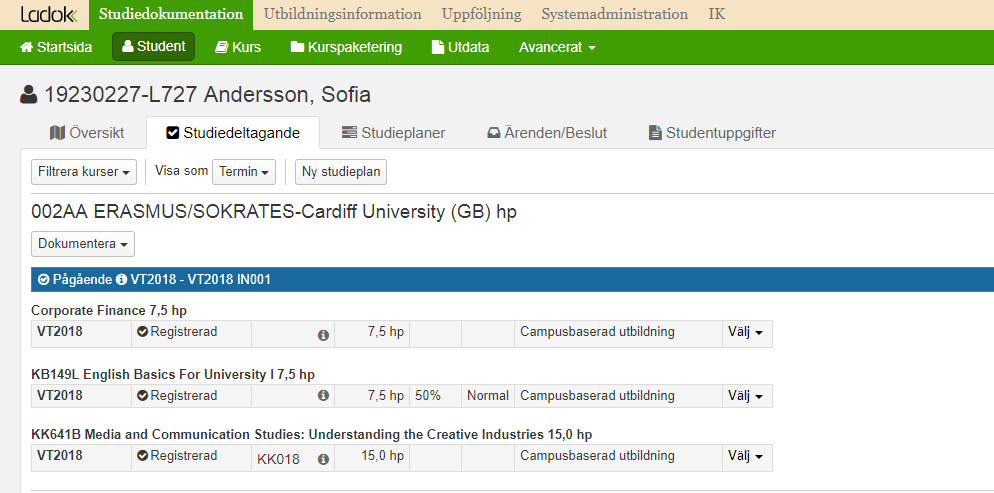 Ladok Studiedokumentation Utbildningsinformation Uppföljning Systemadministration IK
Startsida Student Kurs Kurspaketering Utdata Avancerat
19230227-L727 Andersson, Sofia
Översikt Studiedeltagande Studieplaner Ärenden/Beslut Studentuppgifter
Filtrera kurser Visa som Termin Ny studieplan
002AA ERASMUS/SOKRATES-Cardiff University (GB) hp
Dokumentera
Pågående VT2018 - VT2018 IN001
Corporate Finance 7,5 hp
VT2018 Registrerad 7,5 hp Campusbaserad utbildning Välj
KB149L English Basics For University I 7,5 hp
VT2018 Registrerad 7,5 hp 50% Normal Campusbaserad utbildning Välj
KK641B Media and Communication Studies: Understanding the Creative Industries 15,0 hp
VT2018 Registrerad KK018 15,0 hp Campusbaserad utbildning Välj